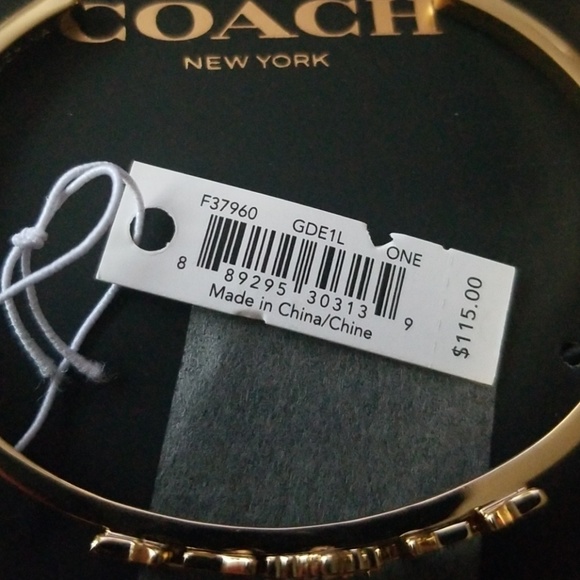 COACH
NEW YORK
F37960 GDE1L ONE
8 89295 30313 9
Made in China/Chine
$115.00